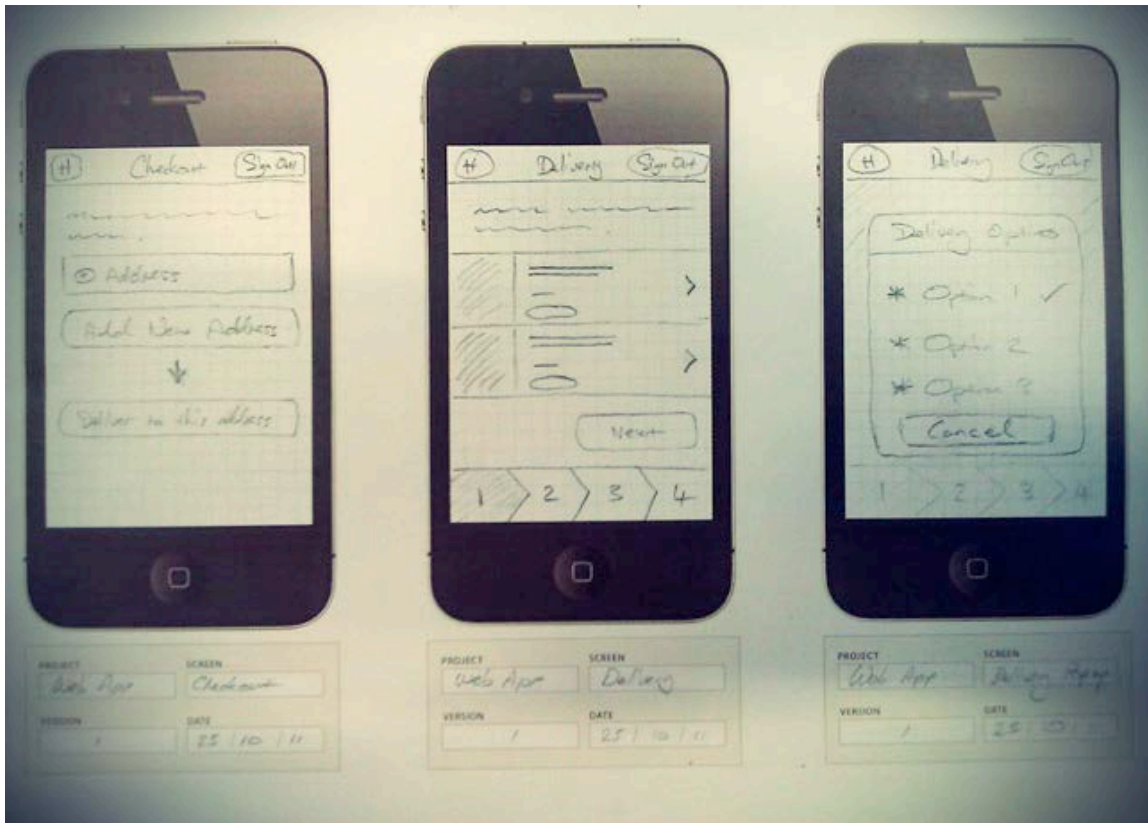 H Checkout Sign Out
Address
Add New Address
Deliver to this address
PROJECT SCREEN
Web App Checkout
VERSION DATE
1 25 / 10 / 11
H Delivery Sign Out
Next
1 2 3 4
PROJECT SCREEN
Web App Delivery
VERSION DATE
1 25 / 10 / 11
H Delivery Sign Out
Delivery Options
* Option 1 ✓
* Option 2
* Option 3
Cancel
1 2 3 4
PROJECT SCREEN
Web App Delivery Popup
VERSION DATE
1 25 / 10 /